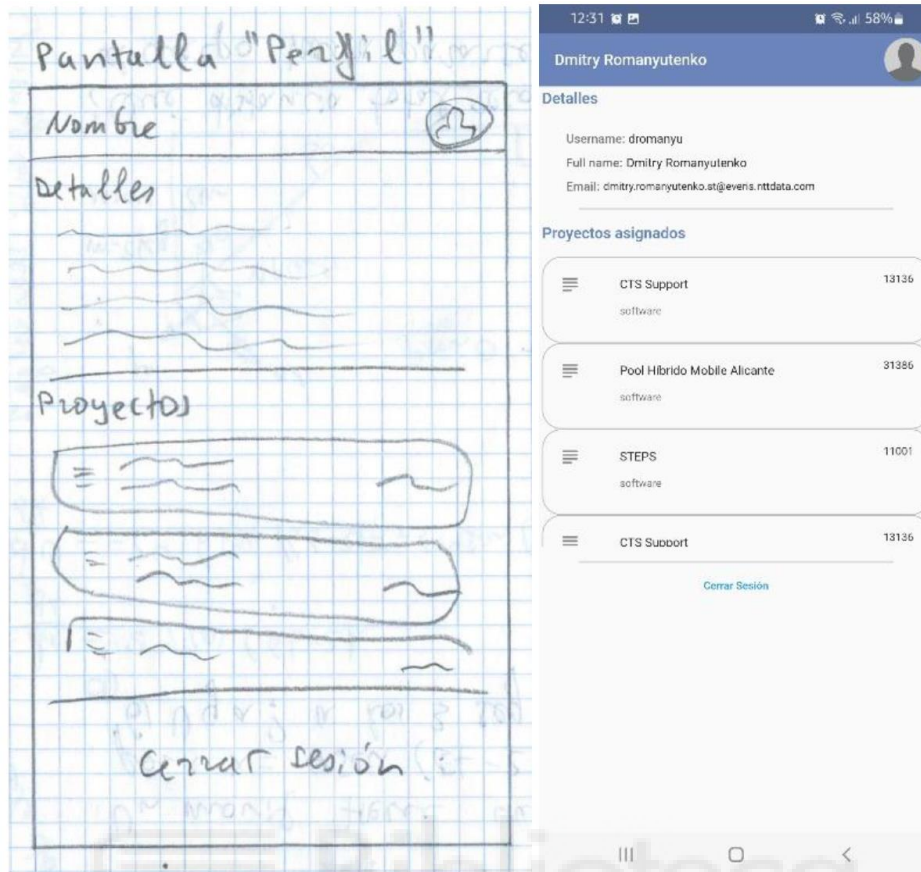 Pantalla "Perfil"
Nombre
Detalles
Proyectos
Cerrar sesión
12:31
58%
Dmitry Romanyutenko
Detalles
Username: dromanyu
Full name: Dmitry Romanyutenko
Email: dmitry.romanyutenko.st@everis.nttdata.com
Proyectos asignados
CTS Support 13136
software
Pool Híbrido Mobile Alicante 31386
software
STEPS 11001
software
CTS Support 13136
Cerrar Sesión